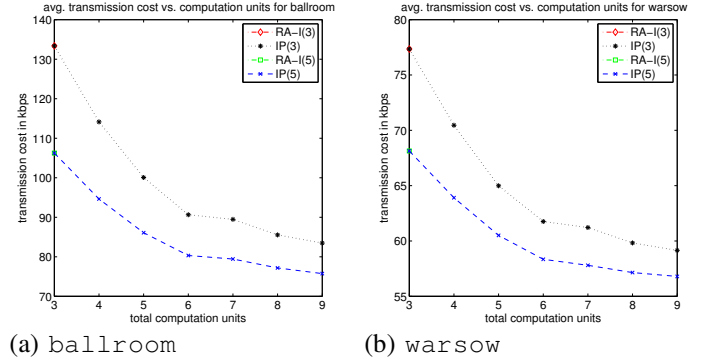 avg. transmission cost vs. computation units for ballroom
140
130
120
110
100
90
80
70
transmission cost in kbps
RA-I(3)
IP(3)
RA-I(5)
IP(5)
3 4 5 6 7 8 9
total computation units
(a) ballroom
avg. transmission cost vs. computation units for warsow
80
75
70
65
60
55
transmission cost in kbps
RA-I(3)
IP(3)
RA-I(5)
IP(5)
3 4 5 6 7 8 9
total computation units
(b) warsow